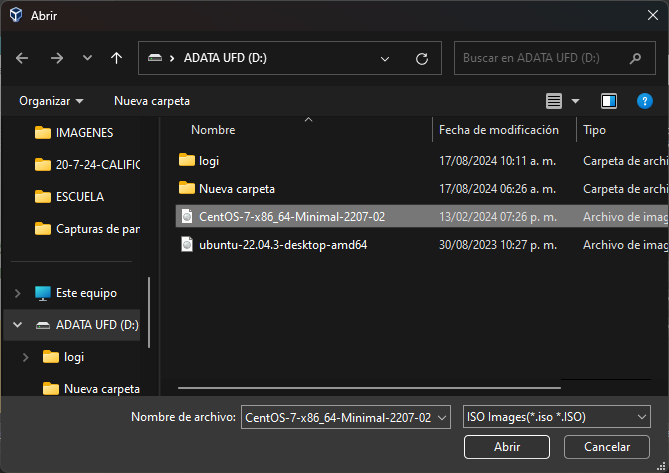 Abrir
ADATA UFD (D:)
Buscar en ADATA UFD (D:)
Organizar
Nueva carpeta
IMAGENES
20-7-24-CALIFIC
ESCUELA
Capturas de pan
Este equipo
ADATA UFD (D:)
logi
Nueva carpeta
Nombre Fecha de modificación Tipo
logi 17/08/2024 10:11 a. m. Carpeta de archi
Nueva carpeta 17/08/2024 06:26 a. m. Carpeta de archi
CentOS-7-x86_64-Minimal-2207-02 13/02/2024 07:26 p. m. Archivo de imag
ubuntu-22.04.3-desktop-amd64 30/08/2023 10:27 p. m. Archivo de imag
Nombre de archivo: CentOS-7-x86_64-Minimal-2207-02 ISO Images(*.iso *.ISO)
Abrir Cancelar